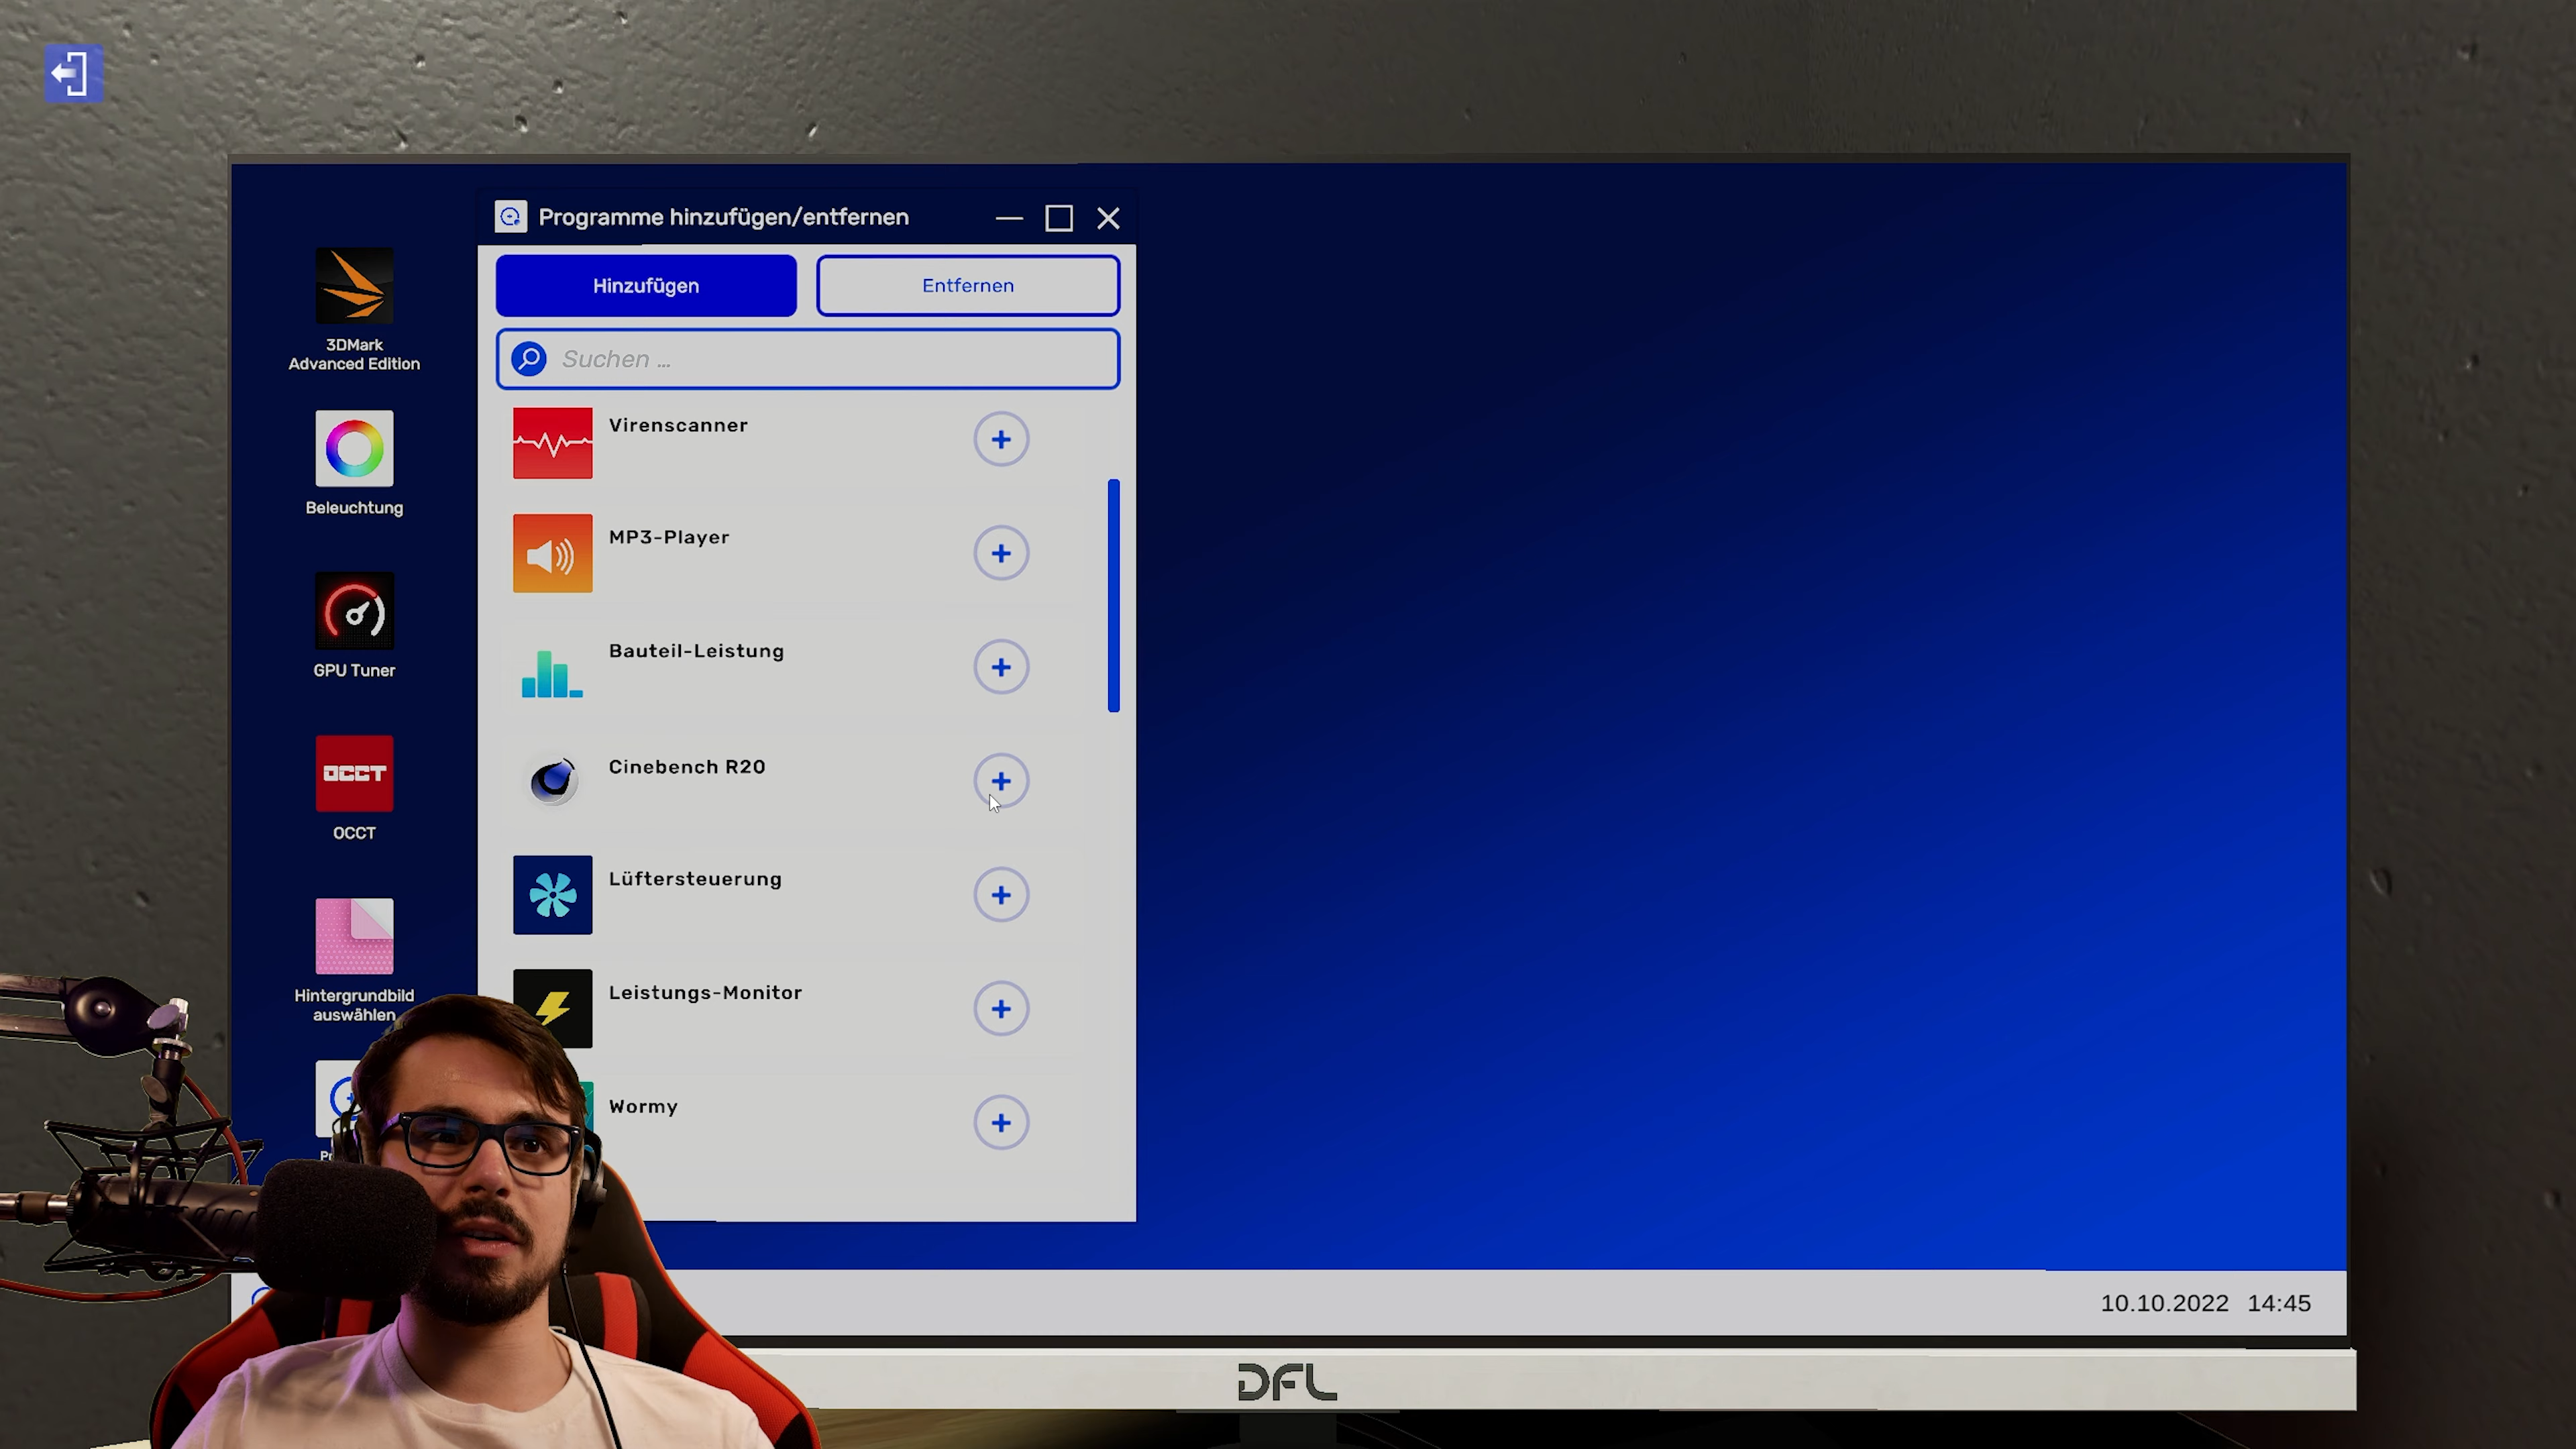 Programme hinzufügen/entfernen
Hinzufügen
Entfernen
Suchen ...
Virenscanner
MP3-Player
Bauteil-Leistung
Cinebench R20
Lüftersteuerung
Leistungs-Monitor
Wormy
3DMark
Advanced Edition
Beleuchtung
GPU Tuner
OCCT
OCCT
Hintergrundbild
auswählen
10.10.2022 14:45
DFL